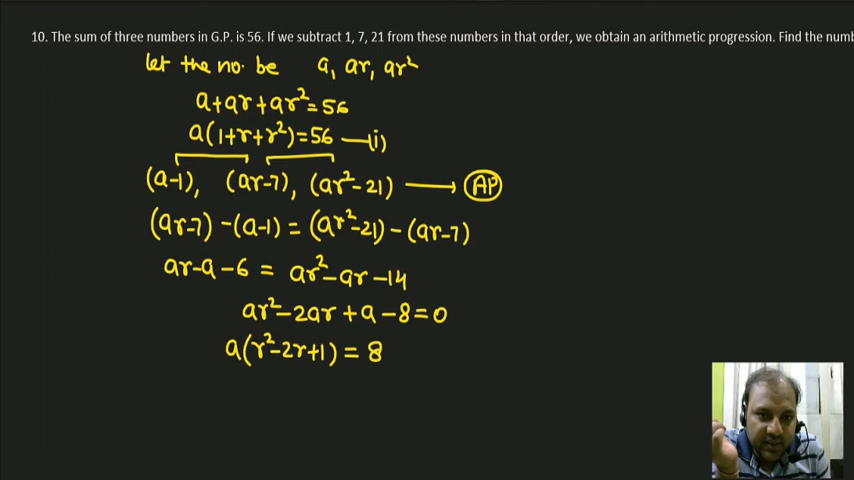 10. The sum of three numbers in G.P. is 56. If we subtract 1, 7, 21 from these numbers in that order, we obtain an arithmetic progression. Find the numb
let the no. be a, ar, ar²
a+ar+ar²=56
a(1+r+r²)=56 —(i)
(a-1), (ar-7), (ar²-21) → AP
(ar-7) -(a-1) = (ar²-21) - (ar-7)
ar-a-6 = ar²-ar-14
ar²-2ar+a-8=0
a(r²-2r+1) = 8